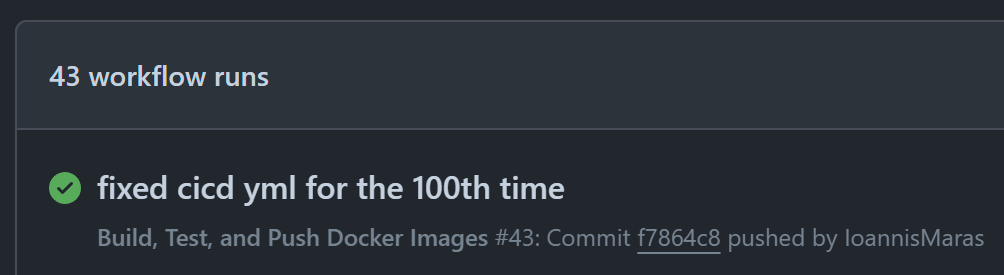 43 workflow runs
fixed cicd yml for the 100th time
Build, Test, and Push Docker Images #43: Commit f7864c8 pushed by IoannisMaras